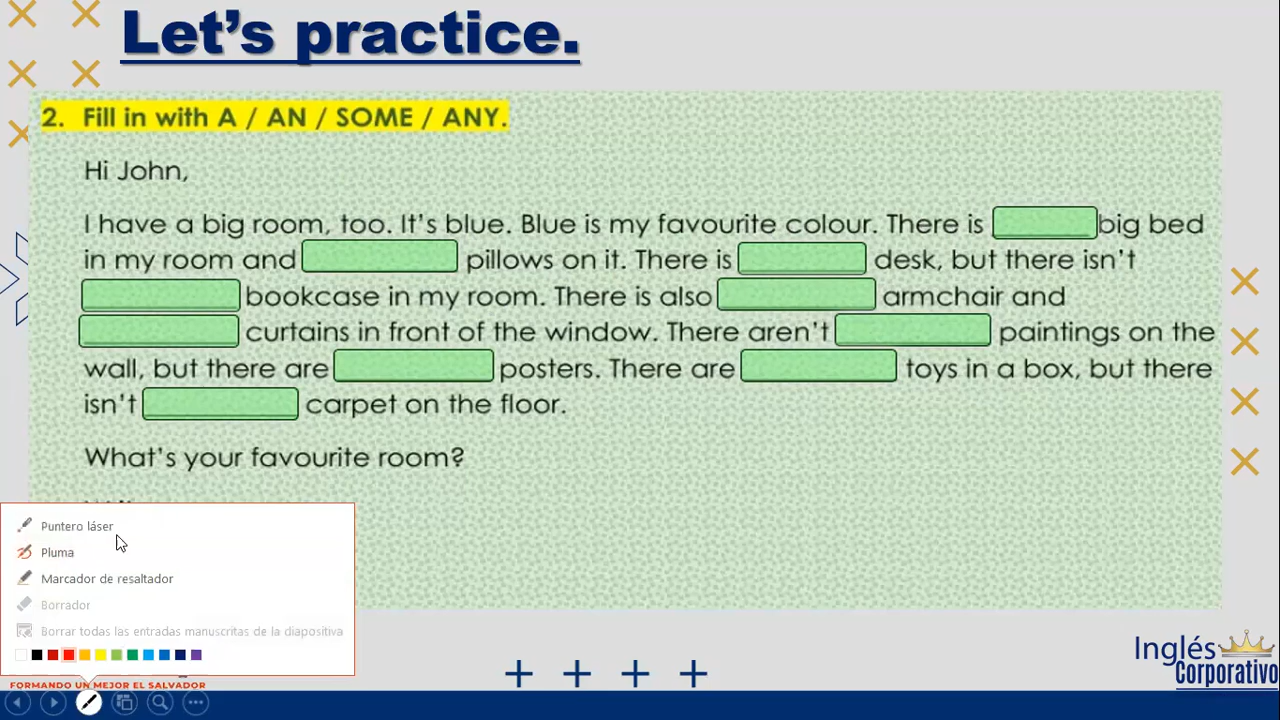 Let's practice.
2. Fill in with A / AN / SOME / ANY.
Hi John,
I have a big room, too. It's blue. Blue is my favourite colour. There is big bed
in my room and pillows on it. There is desk, but there isn't
bookcase in my room. There is also armchair and
curtains in front of the window. There aren't paintings on the
wall, but there are posters. There are toys in a box, but there
isn't carpet on the floor.
What's your favourite room?
Puntero láser
Pluma
Marcador de resaltador
Borrador
Borrar todas las entradas manuscritas de la diapositiva
FORMANDO UN MEJOR EL SALVADOR
Inglés
Corporativo